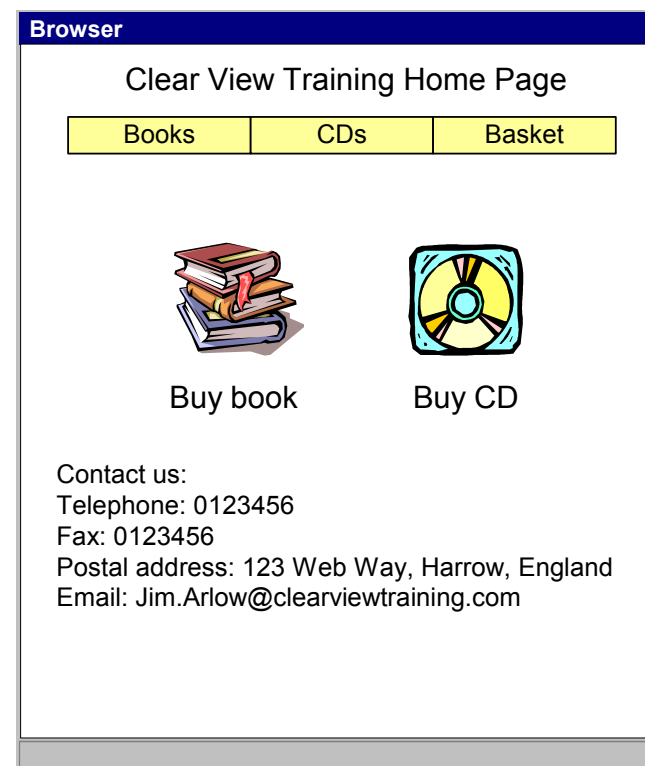 Browser
Clear View Training Home Page
Books CDs Basket
Buy book Buy CD
Contact us:
Telephone: 0123456
Fax: 0123456
Postal address: 123 Web Way, Harrow, England
Email: Jim.Arlow@clearviewtraining.com